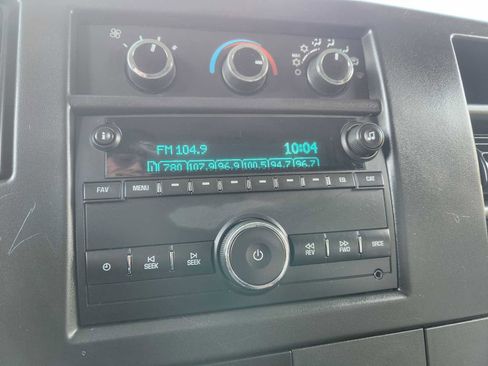 FM 104.9 10:04
1 780 107.9 96.9 100.5 94.7 96.7
FAV MENU EQ CAT
SEEK SEEK REV FWD SRCE